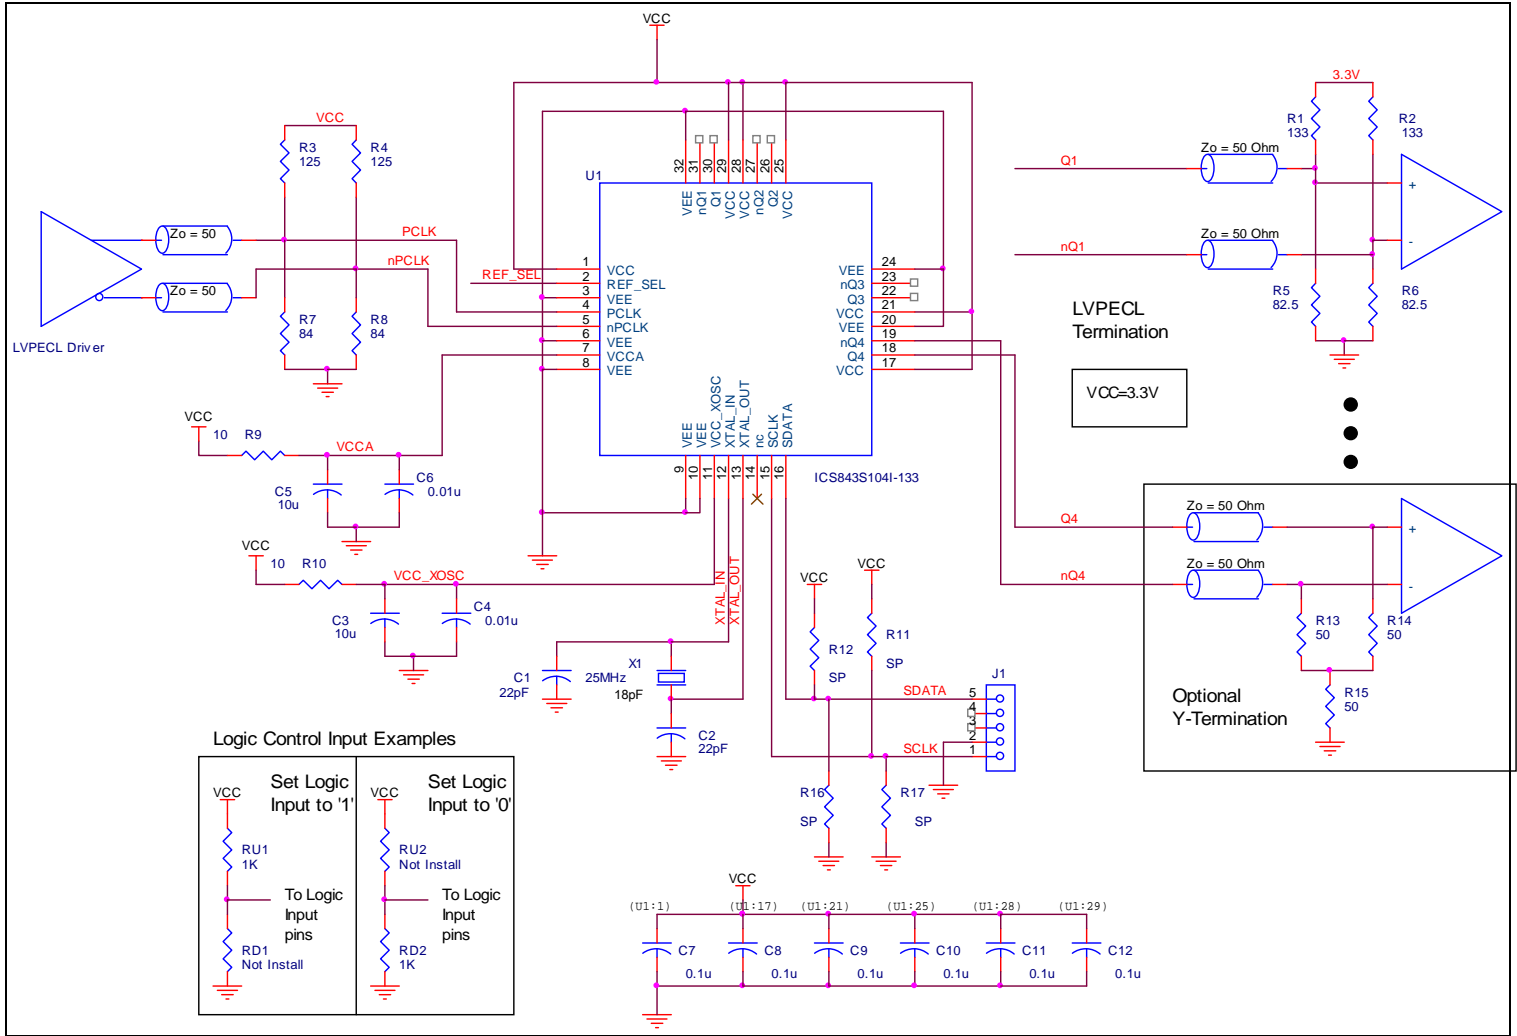 VCC
VCC
R3
125
R4
125
Zo = 50
PCLK
nPCLK
Zo = 50
R7
84
R8
84
LVPECL Driver
REF_SEL
U1
32
31
30
29
28
27
26
25
VEE
nQ1
Q1
VCC
VCC
nQ2
Q2
VCC
1
VCC
2
REF_SEL
3
VEE
4
PCLK
5
nPCLK
6
VEE
7
VCCA
8
VEE
24
VEE
23
nQ3
22
Q3
21
VCC
20
VEE
19
nQ4
18
Q4
17
VCC
VEE
VEE
VCC_XOSC
XTAL_IN
XTAL_OUT
nc
SCLK
SDATA
9
10
11
12
13
14
15
16
ICS843S104I-133
3.3V
R1
133
R2
133
Q1
Zo = 50 Ohm
nQ1
Zo = 50 Ohm
+
-
R5
82.5
R6
82.5
LVPECL
Termination
VCC=3.3V
VCC
10
R9
VCCA
C5
10u
C6
0.01u
VCC
10
R10
VCC_XOSC
C3
10u
C4
0.01u
XTAL_IN
XTAL_OUT
C1
22pF
X1
25MHz
18pF
C2
22pF
VCC
VCC
R12
SP
R11
SP
SDATA
SCLK
J1
5
4
3
2
1
R16
SP
R17
SP
Q4
Zo = 50 Ohm
nQ4
Zo = 50 Ohm
+
-
R13
50
R14
50
R15
50
Optional
Y-Termination
Logic Control Input Examples
Set Logic
Input to '1'
VCC
RU1
1K
To Logic
Input
pins
RD1
Not Install
Set Logic
Input to '0'
VCC
RU2
Not Install
To Logic
Input
pins
RD2
1K
VCC
(U1:1)
(U1:17)
(U1:21)
(U1:25)
(U1:28)
(U1:29)
C7
0.1u
C8
0.1u
C9
0.1u
C10
0.1u
C11
0.1u
C12
0.1u